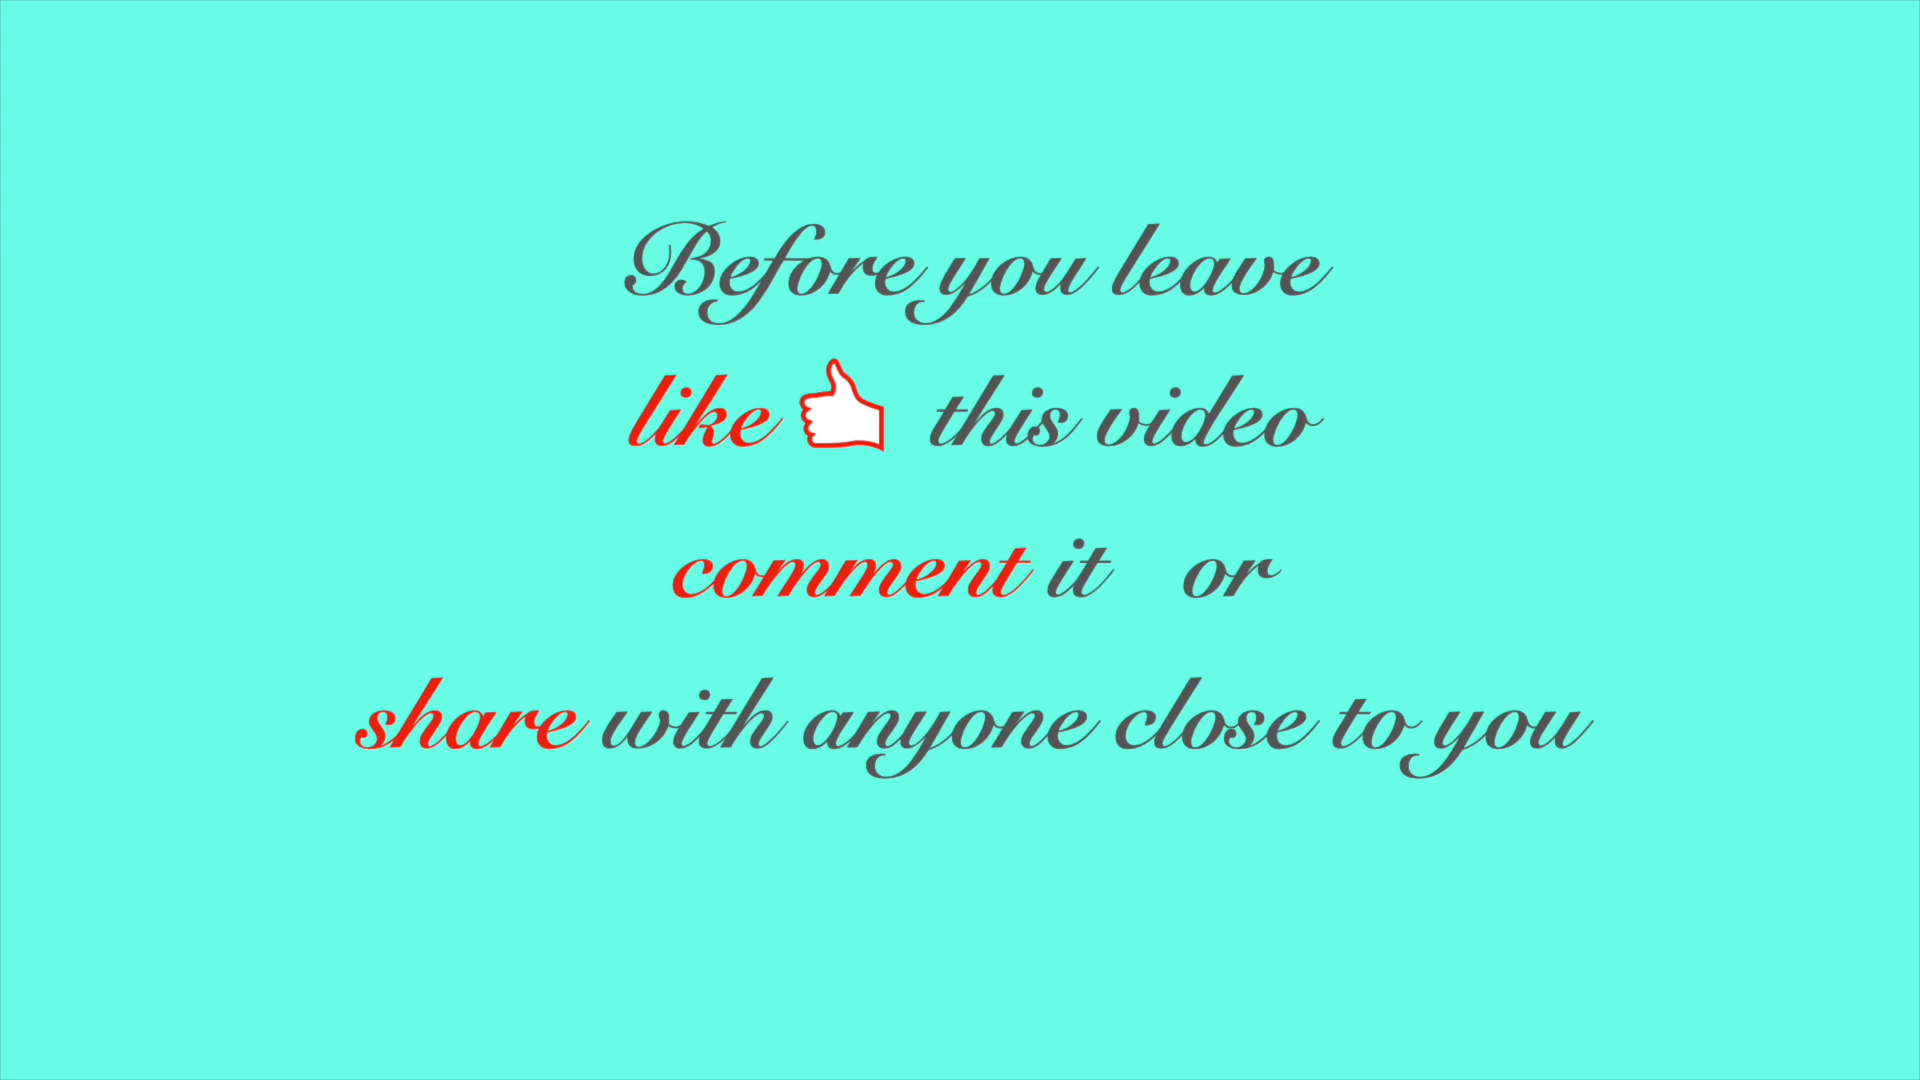 Before you leave
like 👍 this video
comment it or
share with anyone close to you